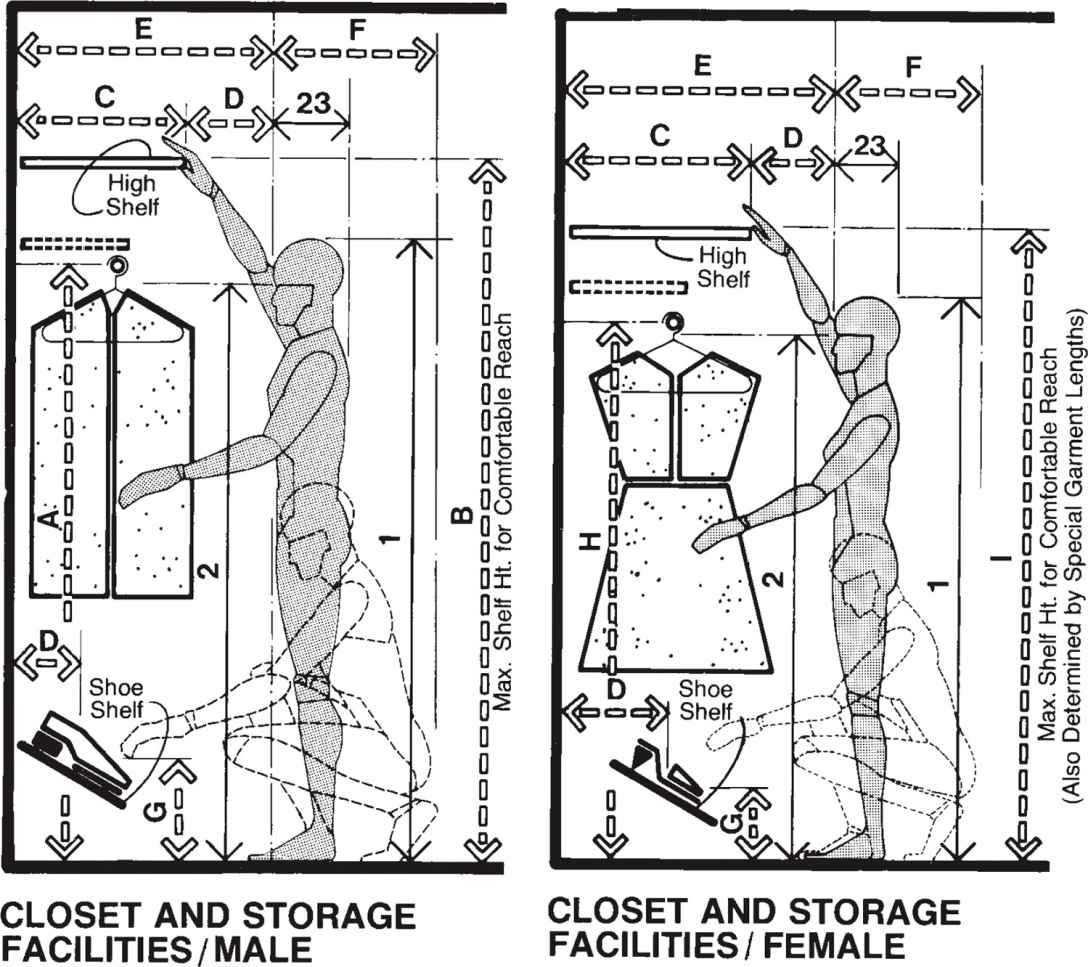 E
F
C
D
23
High
Shelf
A
2
1
B
Max. Shelf Ht. for Comfortable Reach
D
Shoe
Shelf
G
CLOSET AND STORAGE
FACILITIES/MALE
E
F
C
D
23
High
Shelf
H
2
1
I
Max. Shelf Ht. for Comfortable Reach
(Also Determined by Special Garment Lengths)
D
Shoe
Shelf
G
CLOSET AND STORAGE
FACILITIES/FEMALE